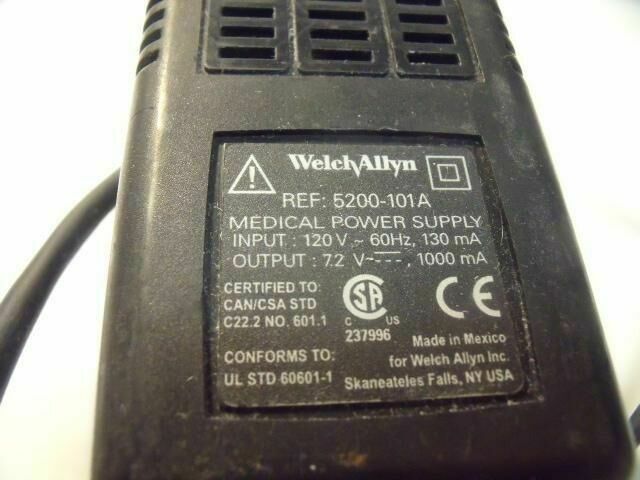 WelchAllyn
REF: 5200-101A
MEDICAL POWER SUPPLY
INPUT : 120 V ~ 60Hz, 130 mA
OUTPUT : 7.2 V ~ ⎓, 1000 mA
CERTIFIED TO:
CAN/CSA STD
C22.2 NO. 601.1
CONFORMS TO:
UL STD 60601-1
SA
C US
237996
CE
Made in Mexico
for Welch Allyn Inc.
Skaneateles Falls, NY USA